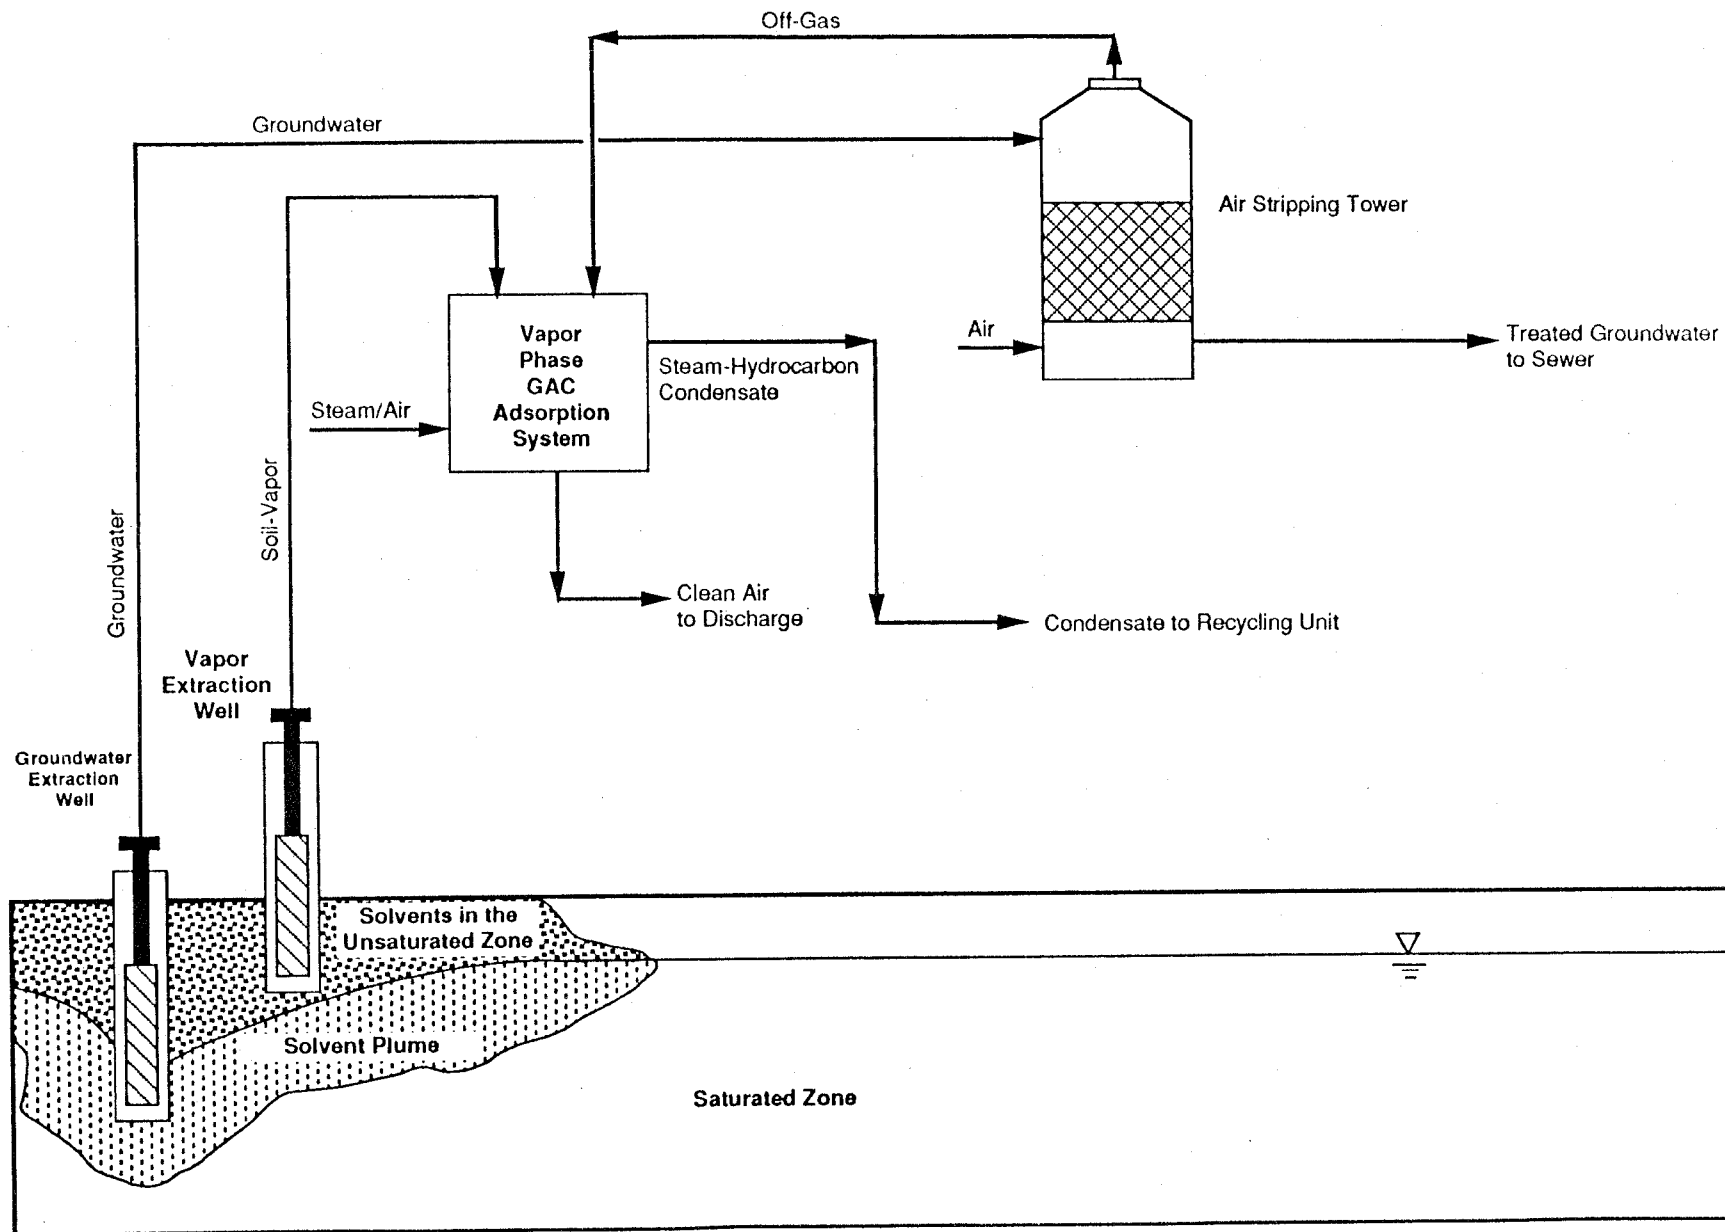 Off-Gas
Groundwater
Air Stripping Tower
Air
Treated Groundwater
to Sewer
Vapor
Phase
GAC
Adsorption
System
Steam-Hydrocarbon
Condensate
Steam/Air
Soil-Vapor
Groundwater
Clean Air
to Discharge
Condensate to Recycling Unit
Vapor
Extraction
Well
Groundwater
Extraction
Well
Solvents in the
Unsaturated Zone
Solvent Plume
Saturated Zone